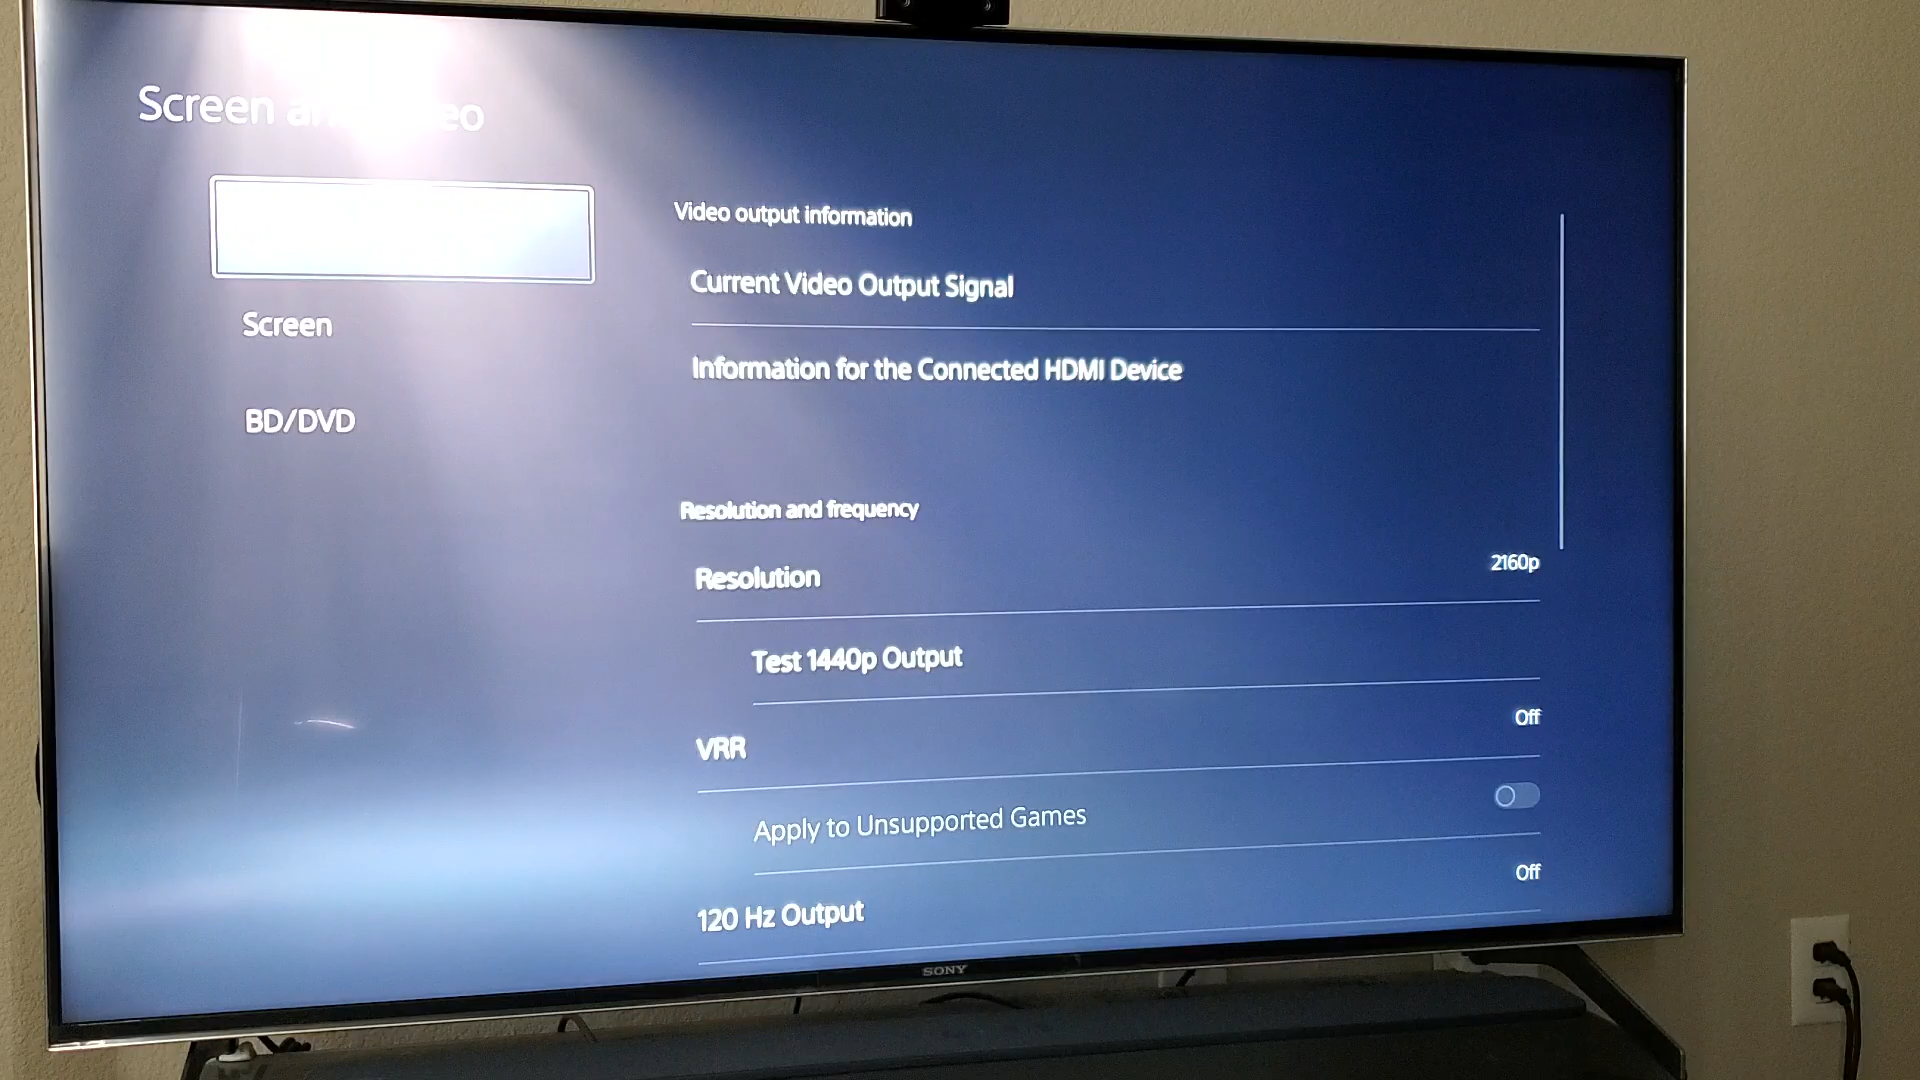 Screen
Video output information
Current Video Output Signal
Screen
Information for the Connected HDMI Device
BD/DVD
Resolution and frequency
Resolution 2160p
Test 1440p Output
VRR Off
Apply to Unsupported Games
120 Hz Output Off
SONY